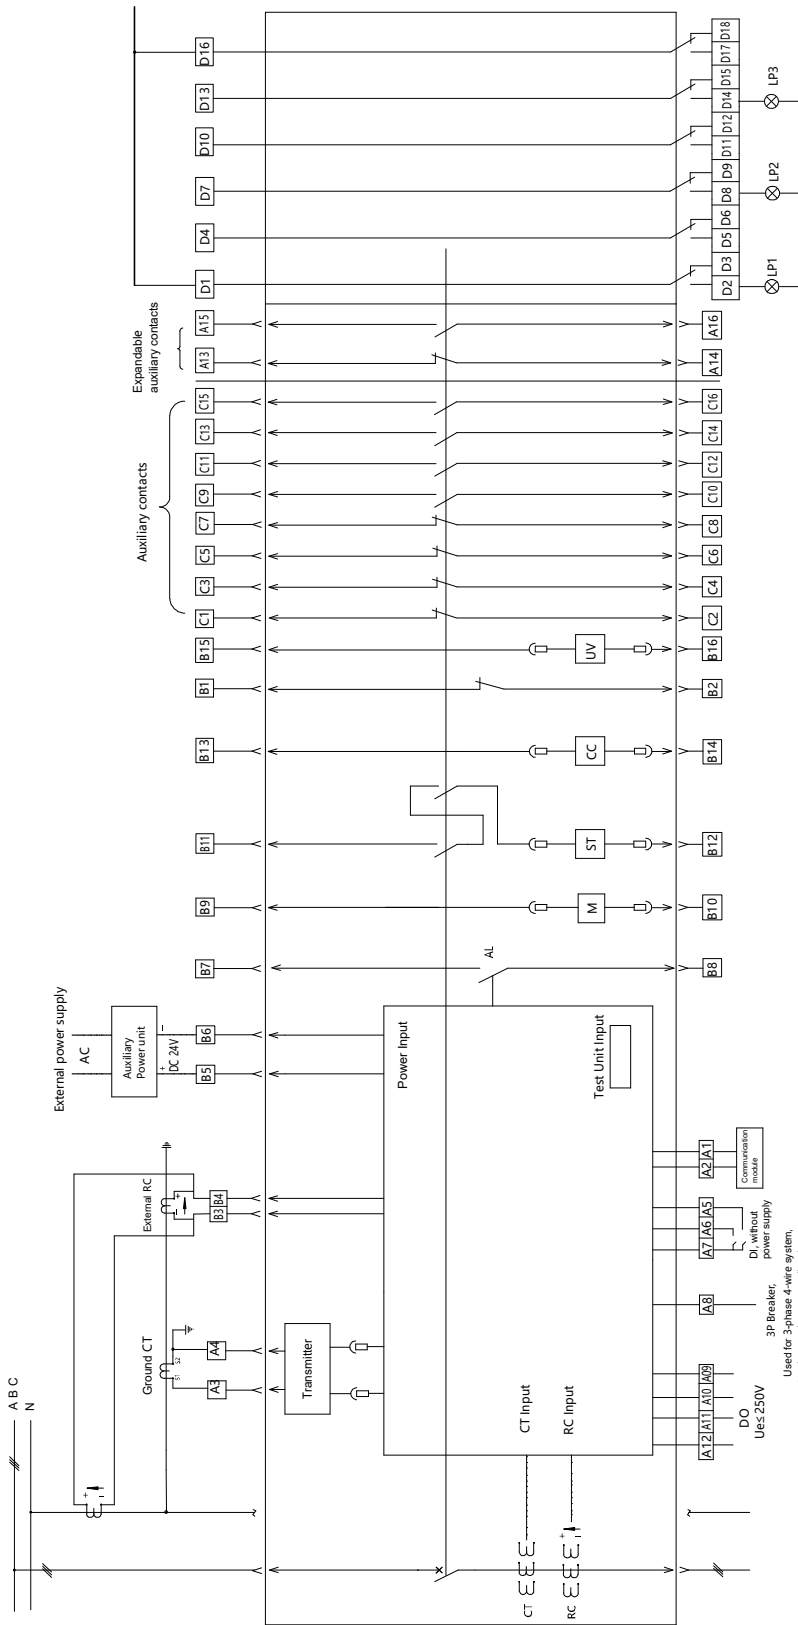 D16
D13
D10
D7
D4
D1
D18
D17
D15
D14
D12
D11
D9
D8
D6
D5
D3
D2
LP3
LP2
LP1
Expandable
auxiliary contacts
A15
A13
A16
A14
Auxiliary contacts
C15
C13
C11
C9
C7
C5
C3
C1
C16
C14
C12
C10
C8
C6
C4
C2
B15
UV
B16
B1
B2
B13
CC
B14
B11
ST
B12
B9
M
B10
B7
AL
B8
External power supply
AC
Auxiliary
Power unit
+ DC 24V −
B6
B5
Power Input
Test Unit Input
External RC
− +
B3 B4
Ground CT
S1 S2
A4
A3
Transmitter
CT Input
RC Input
A B C
N
+ −
CT
RC
+ −
A2 A1
Communication
module
A7 A6 A5
DI, without
power supply
A8
3P Breaker,
Used for 3-phase 4-wire system,
A12 A11 A10 A09
DO
Ue≤ 250V